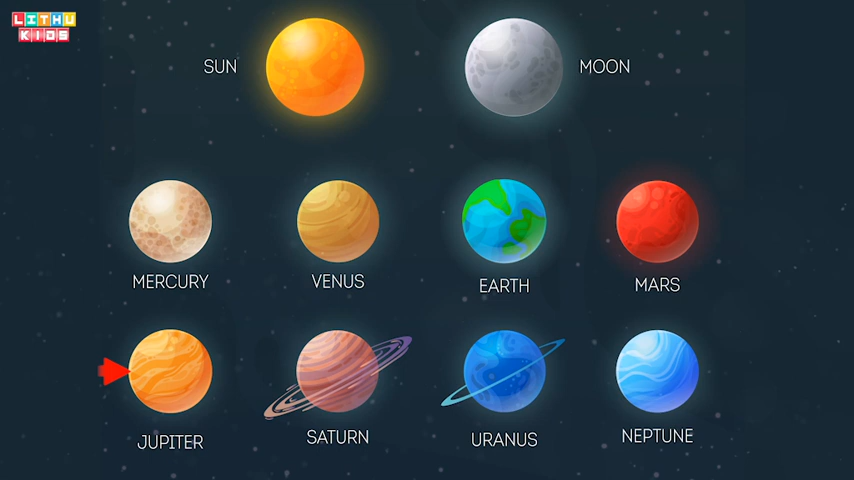 LITHU
KIDS
SUN
MOON
MERCURY
VENUS
EARTH
MARS
JUPITER
SATURN
URANUS
NEPTUNE